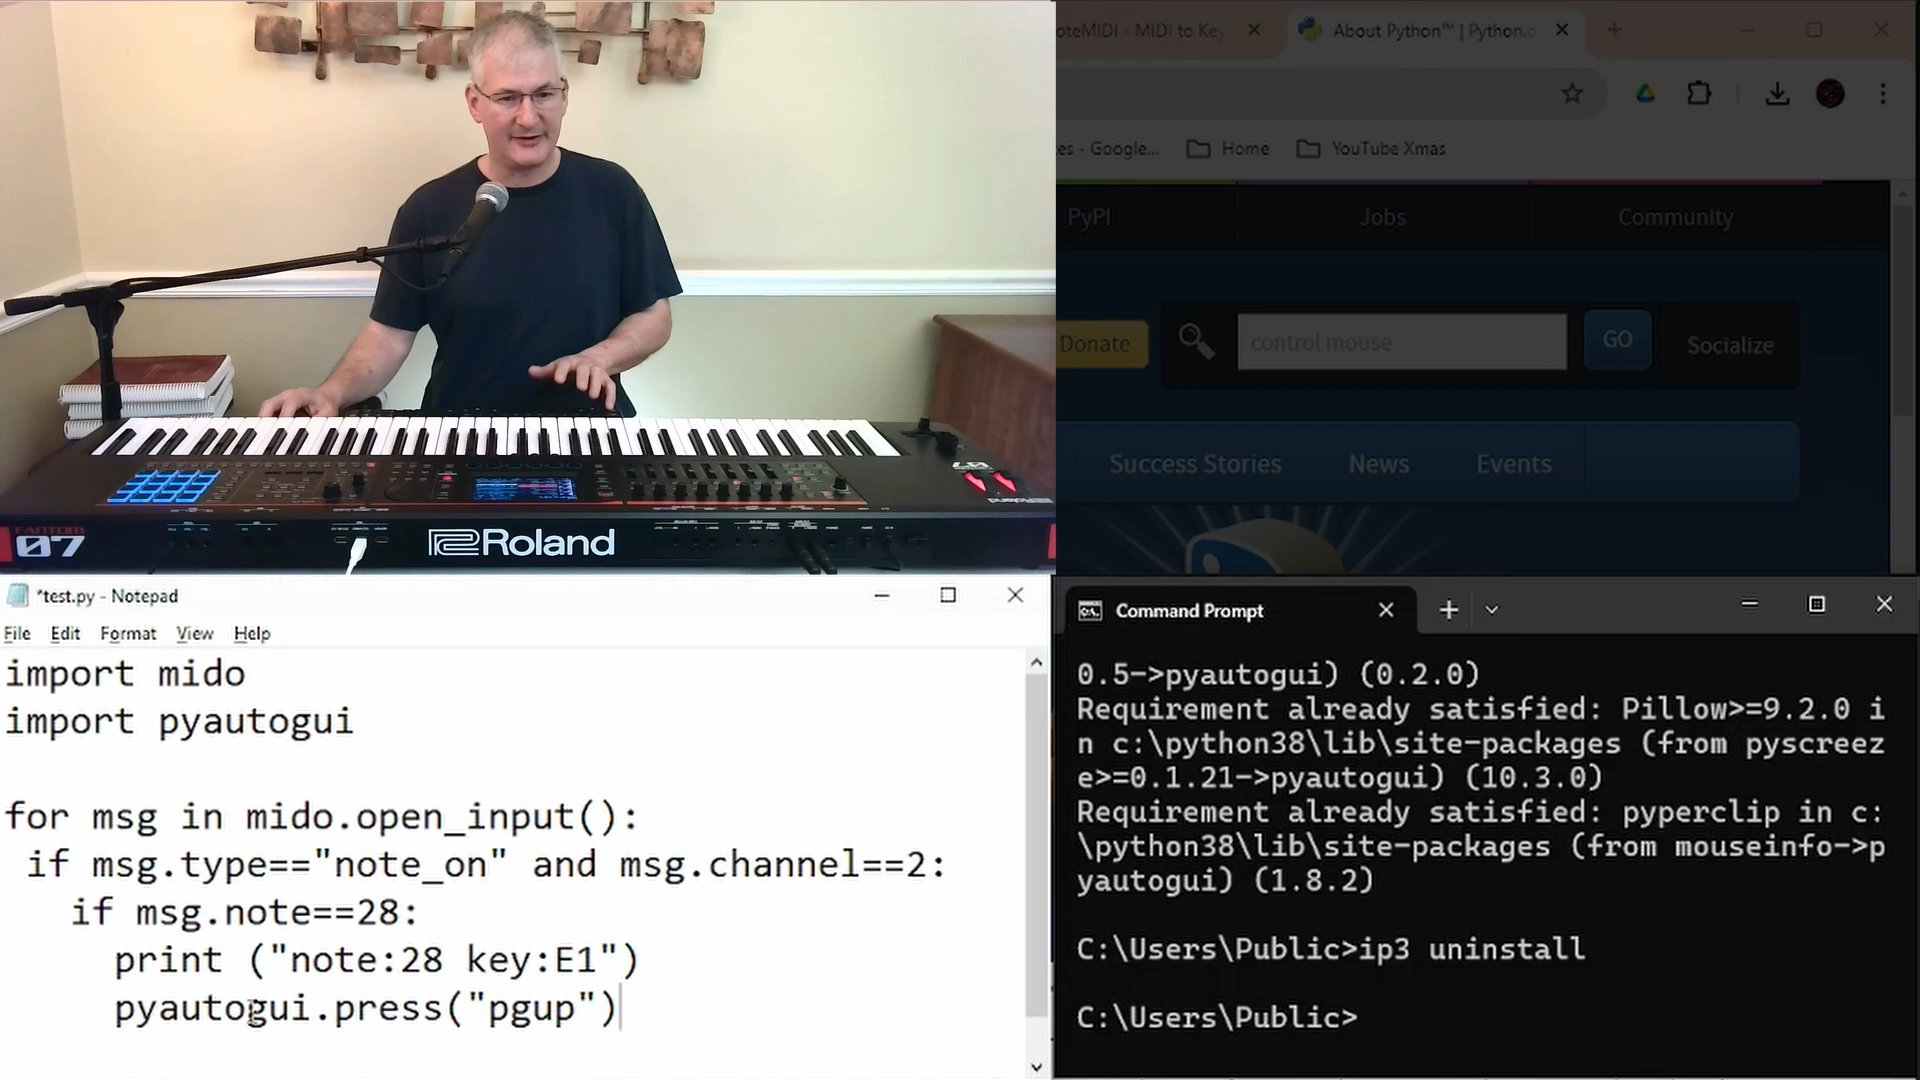 FANTOM
07
Roland
Roland
oteMIDI - MIDI to Key
About Python™ | Python.c
es - Google...
Home
YouTube Xmas
PyPI
Jobs
Community
Donate
control mouse
GO
Socialize
Success Stories
News
Events
*test.py - Notepad
File Edit Format View Help
import mido
import pyautogui
for msg in mido.open_input():
if msg.type=="note_on" and msg.channel==2:
if msg.note==28:
print ("note:28 key:E1")
pyautogui.press("pgup")
Command Prompt
0.5->pyautogui) (0.2.0)
Requirement already satisfied: Pillow>=9.2.0 i
n c:\python38\lib\site-packages (from pyscreez
e>=0.1.21->pyautogui) (10.3.0)
Requirement already satisfied: pyperclip in c:
\python38\lib\site-packages (from mouseinfo->p
yautogui) (1.8.2)
C:\Users\Public>ip3 uninstall
C:\Users\Public>